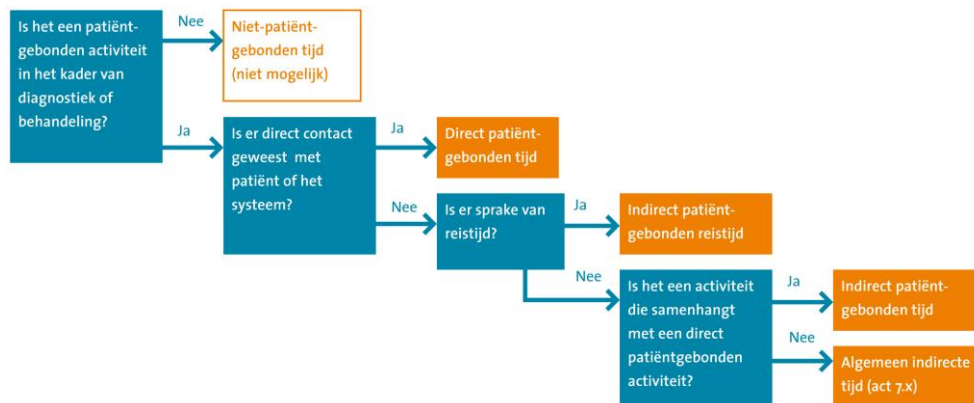 Is het een patiënt-
gebonden activiteit
in het kader van
diagnostiek of
behandeling?
Nee
Niet-patiënt-
gebonden tijd
(niet mogelijk)
Ja
Is er direct contact
geweest met
patiënt of het
systeem?
Ja
Direct patiënt-
gebonden tijd
Nee
Is er sprake van
reistijd?
Ja
Indirect patiënt-
gebonden reistijd
Nee
Is het een activiteit
die samenhangt
met een direct
patiëntgebonden
activiteit?
Ja
Indirect patiënt-
gebonden tijd
Nee
Algemeen indirecte
tijd (act 7.x)